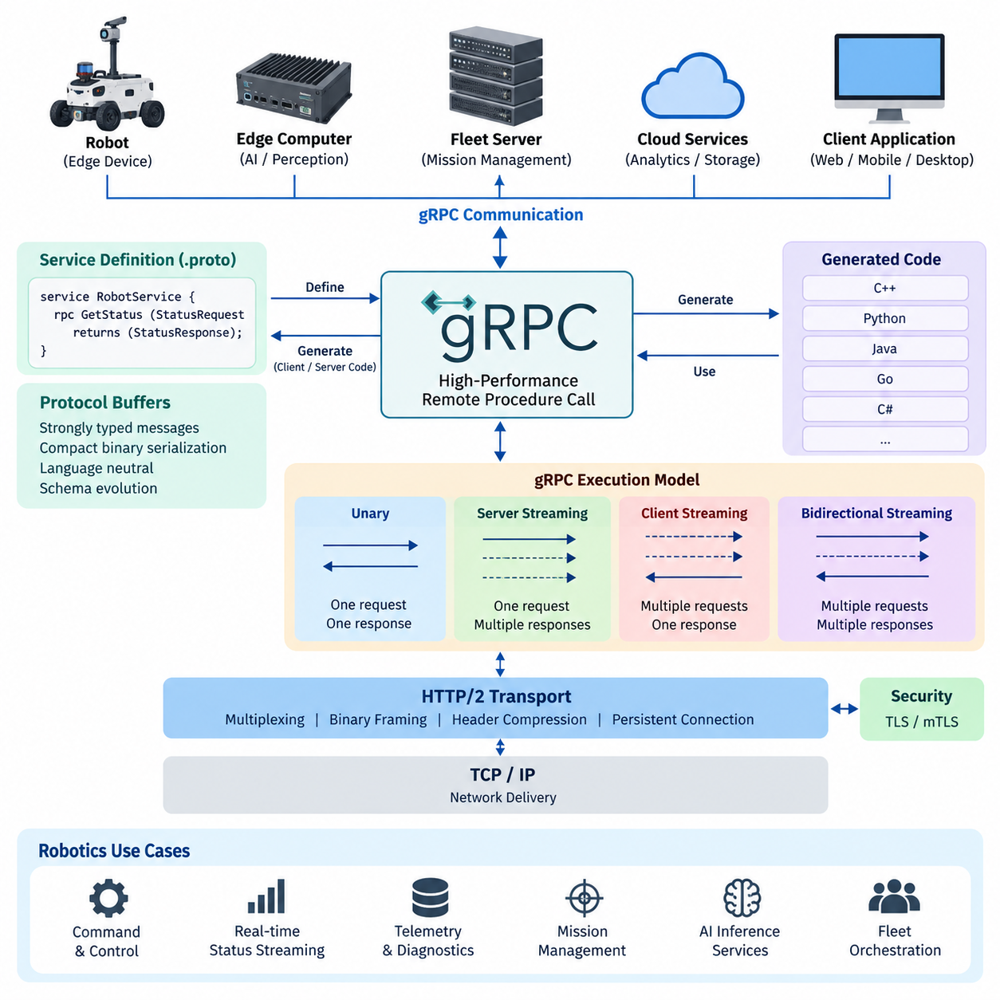 Robot
(Edge Device)
Edge Computer
(AI / Perception)
Fleet Server
(Mission Management)
Cloud Services
(Analytics / Storage)
Client Application
(Web / Mobile / Desktop)
gRPC Communication
Service Definition (.proto)
service RobotService {
rpc GetStatus (StatusRequest
returns (StatusResponse);
}
Define
Generate
(Client / Server Code)
gRPC
High-Performance
Remote Procedure Call
Generate
Use
Generated Code
C++
Python
Java
Go
C#
...
Protocol Buffers
Strongly typed messages
Compact binary serialization
Language neutral
Schema evolution
gRPC Execution Model
Unary
One request
One response
Server Streaming
One request
Multiple responses
Client Streaming
Multiple requests
One response
Bidirectional Streaming
Multiple requests
Multiple responses
HTTP/2 Transport
Multiplexing | Binary Framing | Header Compression | Persistent Connection
Security
TLS / mTLS
TCP / IP
Network Delivery
Robotics Use Cases
Command
& Control
Real-time
Status Streaming
Telemetry
& Diagnostics
Mission
Management
AI Inference
Services
Fleet
Orchestration